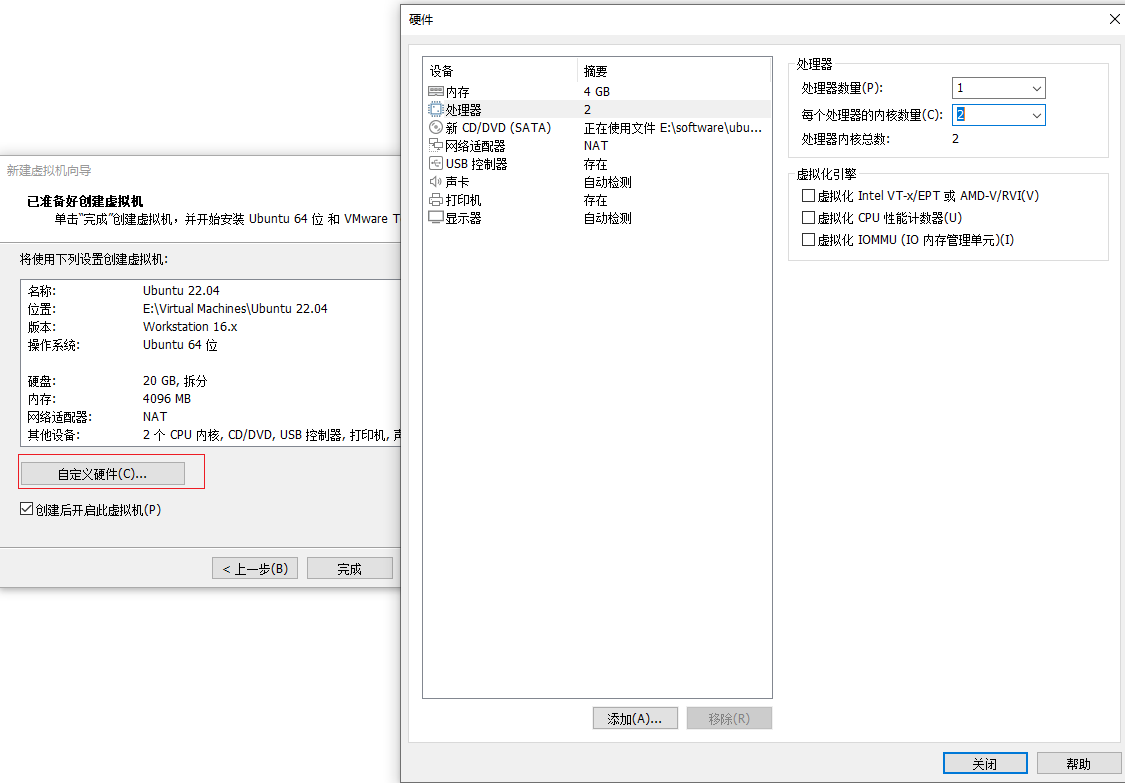 新建虚拟机向导
已准备好创建虚拟机
单击“完成”创建虚拟机，并开始安装 Ubuntu 64 位 和 VMware T
将使用下列设置创建虚拟机:
名称: Ubuntu 22.04
位置: E:\Virtual Machines\Ubuntu 22.04
版本: Workstation 16.x
操作系统: Ubuntu 64 位
硬盘: 20 GB, 拆分
内存: 4096 MB
网络适配器: NAT
其他设备: 2 个 CPU 内核, CD/DVD, USB 控制器, 打印机,
自定义硬件(C)...
创建后开启此虚拟机(P)
< 上一步(B) 完成
硬件
设备 摘要
内存 4 GB
处理器 2
新 CD/DVD (SATA) 正在使用文件 E:\software\ubu...
网络适配器 NAT
USB 控制器 存在
声卡 自动检测
打印机 存在
显示器 自动检测
添加(A)... 移除(R)
处理器
处理器数量(P): 1
每个处理器的内核数量(C): 2
处理器内核总数: 2
虚拟化引擎
虚拟化 Intel VT-x/EPT 或 AMD-V/RVI(V)
虚拟化 CPU 性能计数器(U)
虚拟化 IOMMU (IO 内存管理单元)(I)
关闭 帮助